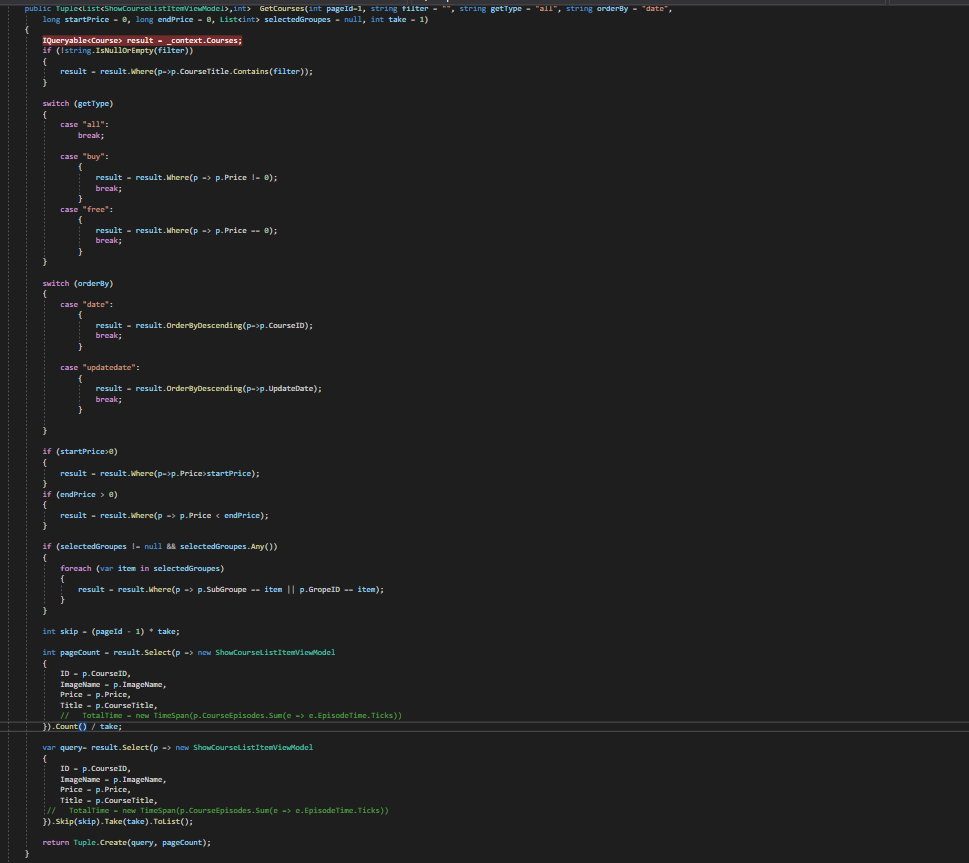 public Tuple<List<ShowCourseListItemViewModel>,int>  GetCourses(int pageId=1, string filter = "", string getType = "all", string orderBy = "date",
long startPrice = 0, long endPrice = 0, List<int> selectedGroupes = null, int take = 1)
{
IQueryable<Course> result = _context.Courses;
if (!string.IsNullOrEmpty(filter))
{
result = result.Where(p=>p.CourseTitle.Contains(filter));
}
switch (getType)
{
case "all":
break;
case "buy":
{
result = result.Where(p => p.Price != 0);
break;
}
case "free":
{
result = result.Where(p => p.Price == 0);
break;
}
}
switch (orderBy)
{
case "date":
{
result = result.OrderByDescending(p=>p.CourseID);
break;
}
case "updatedate":
{
result = result.OrderByDescending(p=>p.UpdateDate);
break;
}
}
if (startPrice>0)
{
result = result.Where(p=>p.Price>startPrice);
}
if (endPrice > 0)
{
result = result.Where(p => p.Price < endPrice);
}
if (selectedGroupes != null && selectedGroupes.Any())
{
foreach (var item in selectedGroupes)
{
result = result.Where(p => p.SubGroupe == item || p.GropeID == item);
}
}
int skip = (pageId - 1) * take;
int pageCount = result.Select(p => new ShowCourseListItemViewModel
{
ID = p.CourseID,
ImageName = p.ImageName,
Price = p.Price,
Title = p.CourseTitle,
//   TotalTime = new TimeSpan(p.CourseEpisodes.Sum(e => e.EpisodeTime.Ticks))
}).Count() / take;
var query= result.Select(p => new ShowCourseListItemViewModel
{
ID = p.CourseID,
ImageName = p.ImageName,
Price = p.Price,
Title = p.CourseTitle,
//   TotalTime = new TimeSpan(p.CourseEpisodes.Sum(e => e.EpisodeTime.Ticks))
}).Skip(skip).Take(take).ToList();
return Tuple.Create(query, pageCount);
}